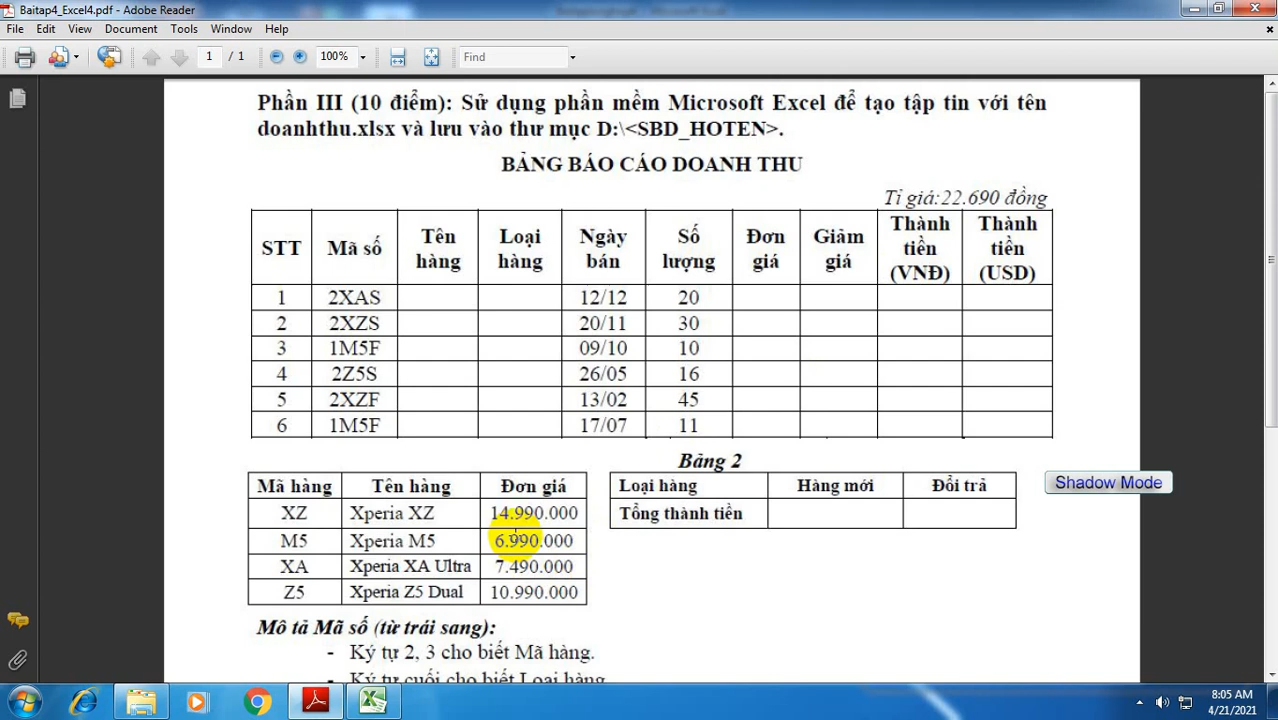 Baitap4_Excel4.pdf - Adobe Reader
File Edit View Document Tools Window Help
1 / 1 100% Find
Phần III (10 điểm): Sử dụng phần mềm Microsoft Excel để tạo tập tin với tên
doanhthu.xlsx và lưu vào thư mục D:\<SBD_HOTEN>.
BẢNG BÁO CÁO DOANH THU
Tỉ giá:22.690 đồng
STT Mã số Tên hàng Loại hàng Ngày bán Số lượng Đơn giá Giảm giá Thành tiền (VNĐ) Thành tiền (USD)
1 2XAS 12/12 20
2 2XZS 20/11 30
3 1M5F 09/10 10
4 2Z5S 26/05 16
5 2XZF 13/02 45
6 1M5F 17/07 11
Bảng 2
Mã hàng Tên hàng Đơn giá
XZ Xperia XZ 14.990.000
M5 Xperia M5 6.990.000
XA Xperia XA Ultra 7.490.000
Z5 Xperia Z5 Dual 10.990.000
Loại hàng Hàng mới Đổi trả
Tổng thành tiền
Shadow Mode
Mô tả Mã số (từ trái sang):
- Ký tự 2, 3 cho biết Mã hàng.
- Ký tự cuối cho biết Loại hàng
8:05 AM
4/21/2021